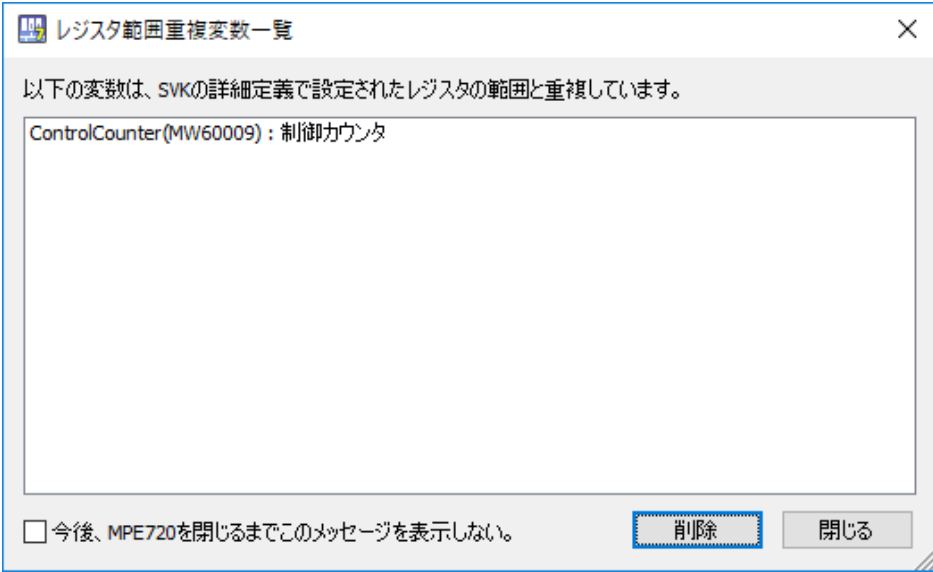 レジスタ範囲重複変数一覧
以下の変数は、SVKの詳細定義で設定されたレジスタの範囲と重複しています。
ControlCounter(MW60009) : 制御カウンタ
今後、MPE720を閉じるまでこのメッセージを表示しない。
削除
閉じる